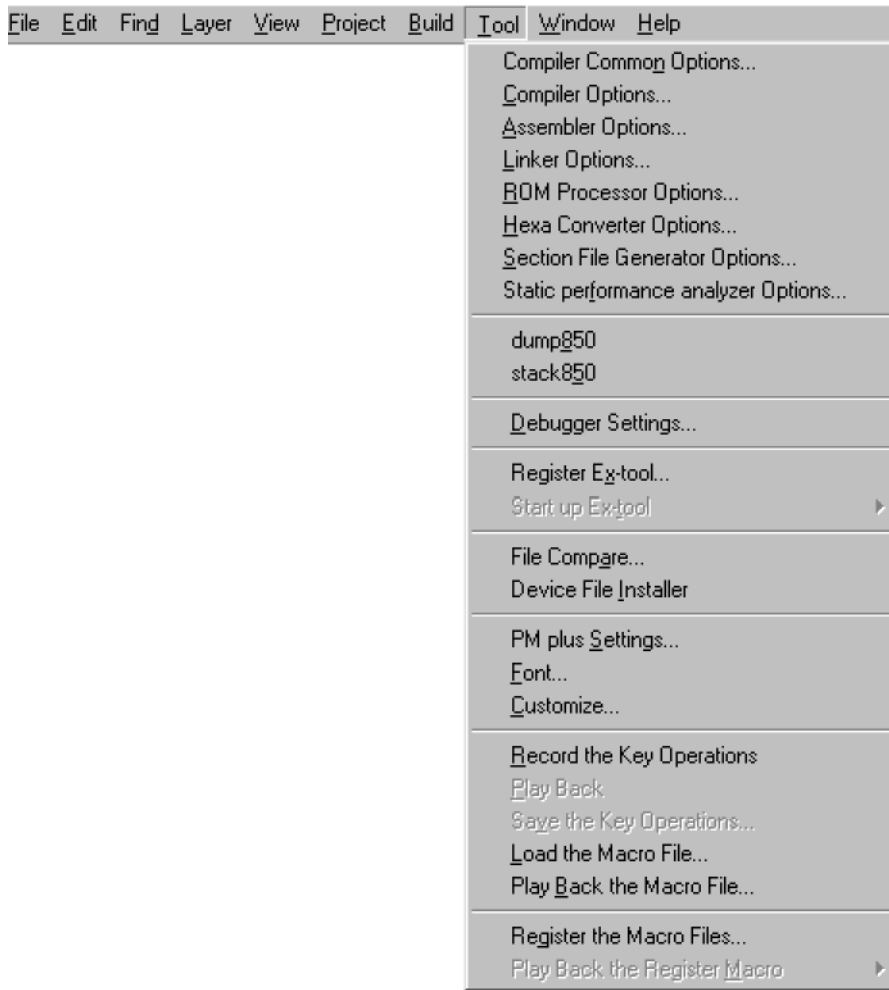 File Edit Find Layer View Project Build Tool Window Help
Compiler Common Options...
Compiler Options...
Assembler Options...
Linker Options...
ROM Processor Options...
Hexa Converter Options...
Section File Generator Options...
Static performance analyzer Options...
dump850
stack850
Debugger Settings...
Register Ex-tool...
Start up Ex-tool
File Compare...
Device File Installer
PM plus Settings...
Font...
Customize...
Record the Key Operations
Play Back
Save the Key Operations...
Load the Macro File...
Play Back the Macro File...
Register the Macro Files...
Play Back the Register Macro